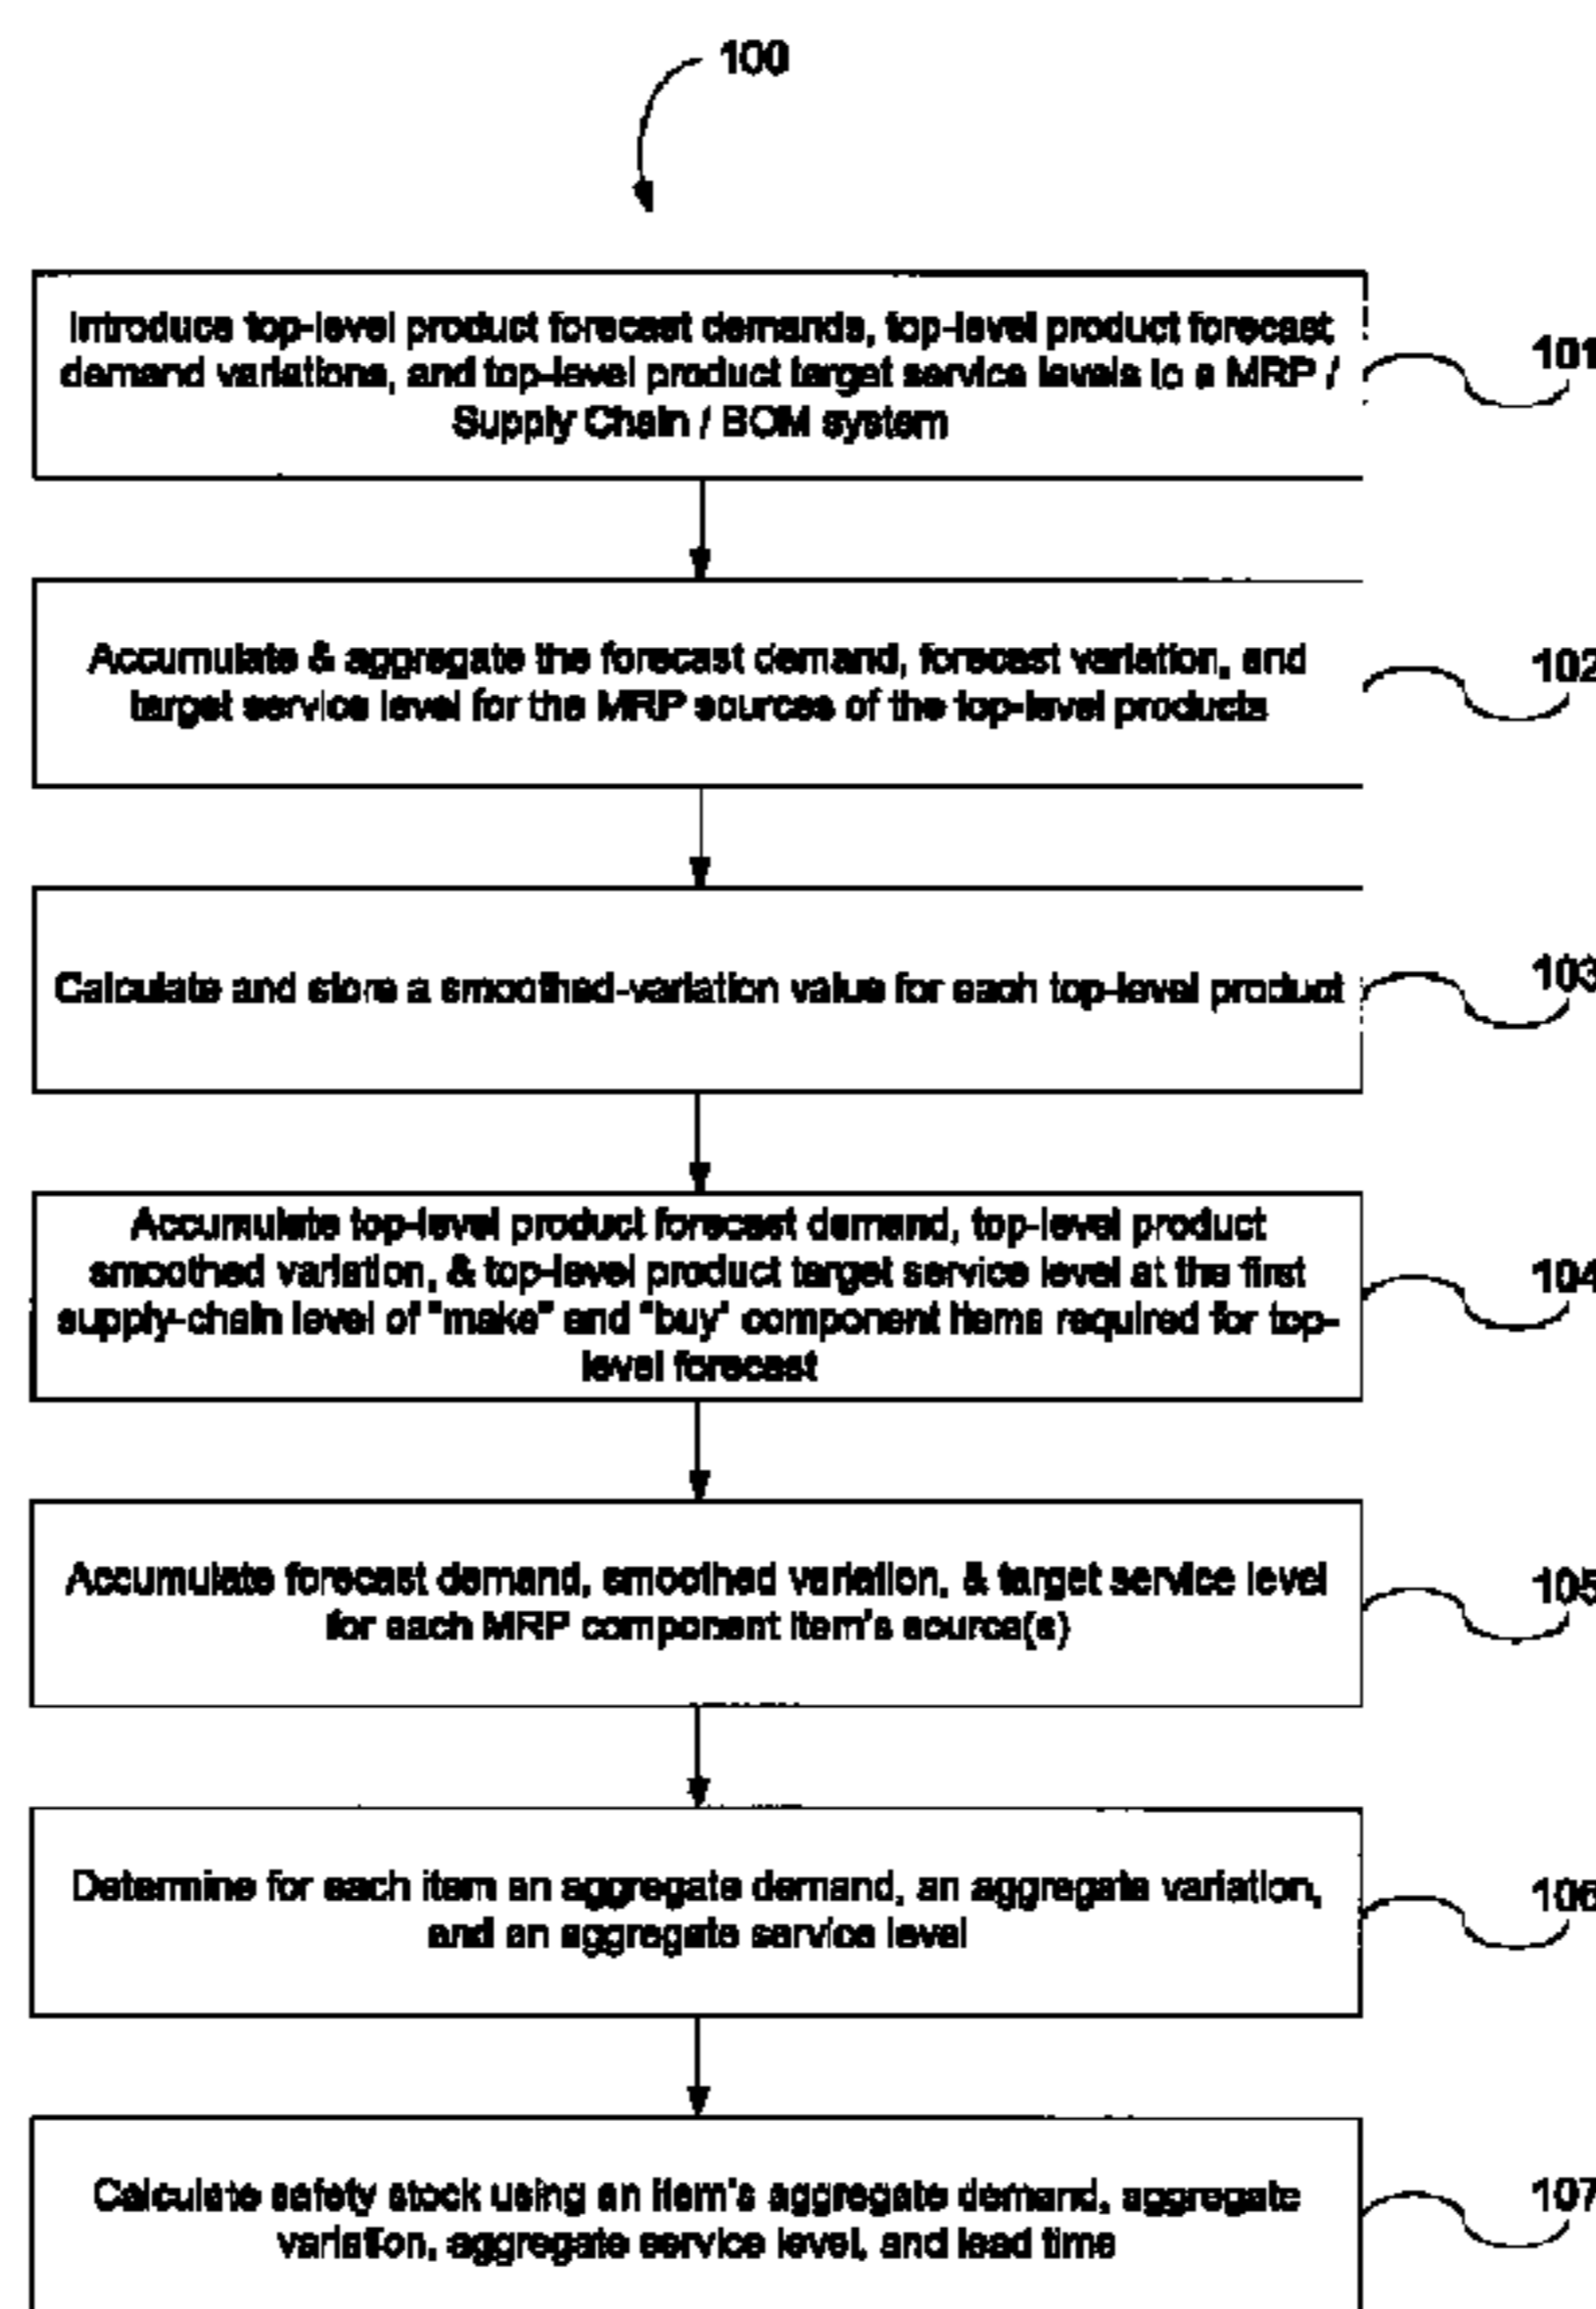 100
Introduce top-level product forecast demands, top-level product forecast
demand variations, and top-level product target service levels to a MRP /
Supply Chain / BOM system
101
Accumulate & aggregate the forecast demand, forecast variation, and
target service level for the MRP sources of the top-level products
102
Calculate and store a smoothed-variation value for each top-level product
103
Accumulate top-level product forecast demand, top-level product
smoothed variation, & top-level product target service level at the first
supply-chain level of "make" and "buy" component items required for top-
level forecast
104
Accumulate forecast demand, smoothed variation, & target service level
for each MRP component item's source(s)
105
Determine for each item an aggregate demand, an aggregate variation,
and an aggregate service level
106
Calculate safety stock using an item's aggregate demand, aggregate
variation, aggregate service level, and lead time
107